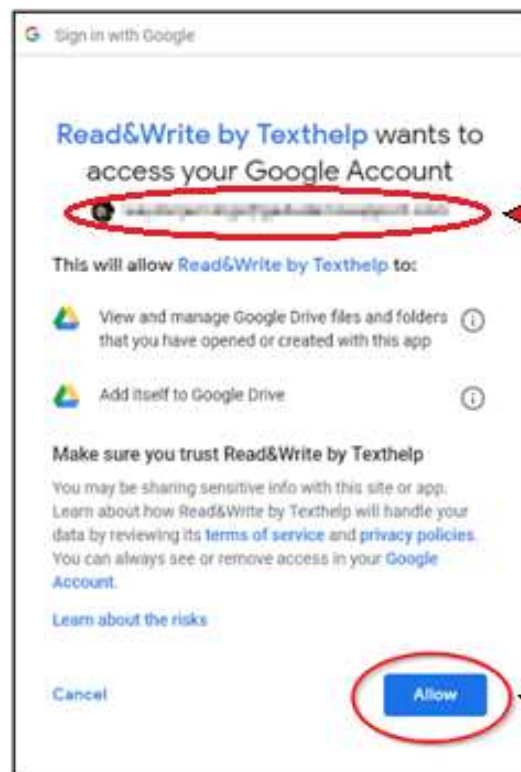 Sign in with Google
Read&Write by Texthelp wants to
access your Google Account
This will allow Read&Write by Texthelp to:
View and manage Google Drive files and folders
that you have opened or created with this app
Add itself to Google Drive
Make sure you trust Read&Write by Texthelp
You may be sharing sensitive info with this site or app.
Learn about how Read&Write by Texthelp will handle your
data by reviewing its terms of service and privacy policies.
You can always see or remove access in your Google
Account.
Learn about the risks
Cancel
Allow